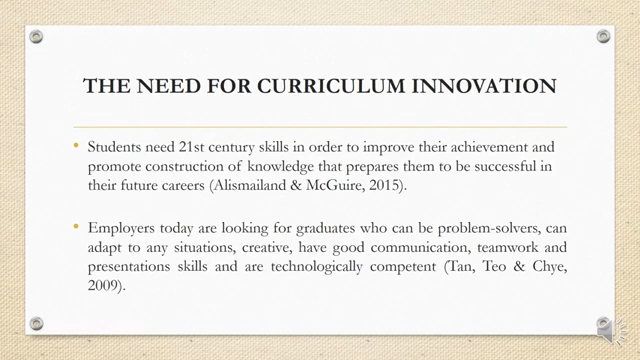 THE NEED FOR CURRICULUM INNOVATION
• Students need 21st century skills in order to improve their achievement and
promote construction of knowledge that prepares them to be successful in
their future careers (Alismailand & McGuire, 2015).
• Employers today are looking for graduates who can be problem-solvers, can
adapt to any situations, creative, have good communication, teamwork and
presentations skills and are technologically competent (Tan, Teo & Chye,
2009).